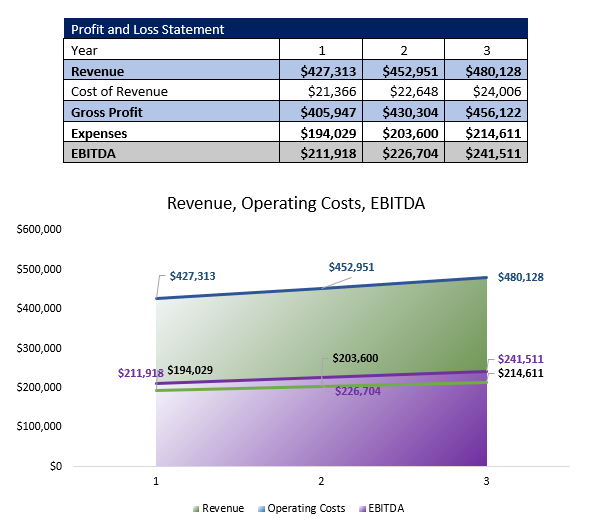 Profit and Loss Statement
Year 1 2 3
Revenue $427,313 $452,951 $480,128
Cost of Revenue $21,366 $22,648 $24,006
Gross Profit $405,947 $430,304 $456,122
Expenses $194,029 $203,600 $214,611
EBITDA $211,918 $226,704 $241,511
Revenue, Operating Costs, EBITDA
$600,000
$500,000
$400,000
$300,000
$200,000
$100,000
$0
$427,313
$452,951
$480,128
$211,918
$194,029
$203,600
$226,704
$241,511
$214,611
1 2 3
Revenue Operating Costs EBITDA